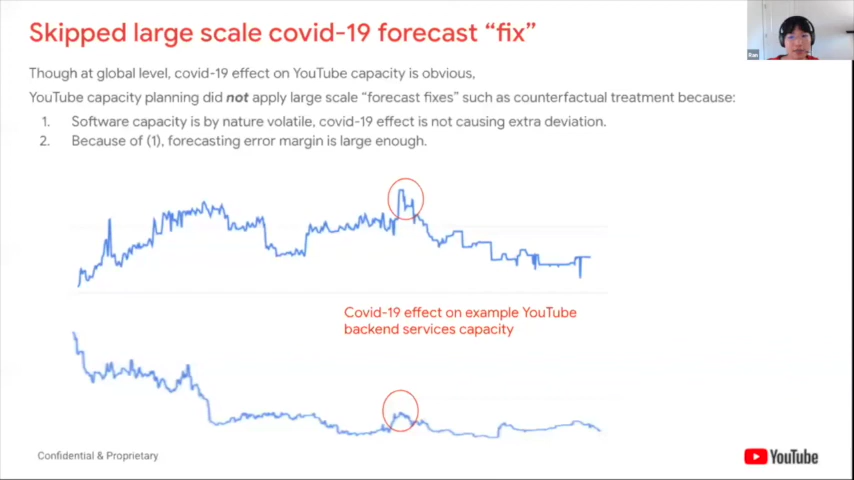 Skipped large scale covid-19 forecast “fix”
Though at global level, covid-19 effect on YouTube capacity is obvious,
YouTube capacity planning did not apply large scale “forecast fixes” such as counterfactual treatment because:
1. Software capacity is by nature volatile, covid-19 effect is not causing extra deviation.
2. Because of (1), forecasting error margin is large enough.
Covid-19 effect on example YouTube
backend services capacity
Confidential & Proprietary
YouTube